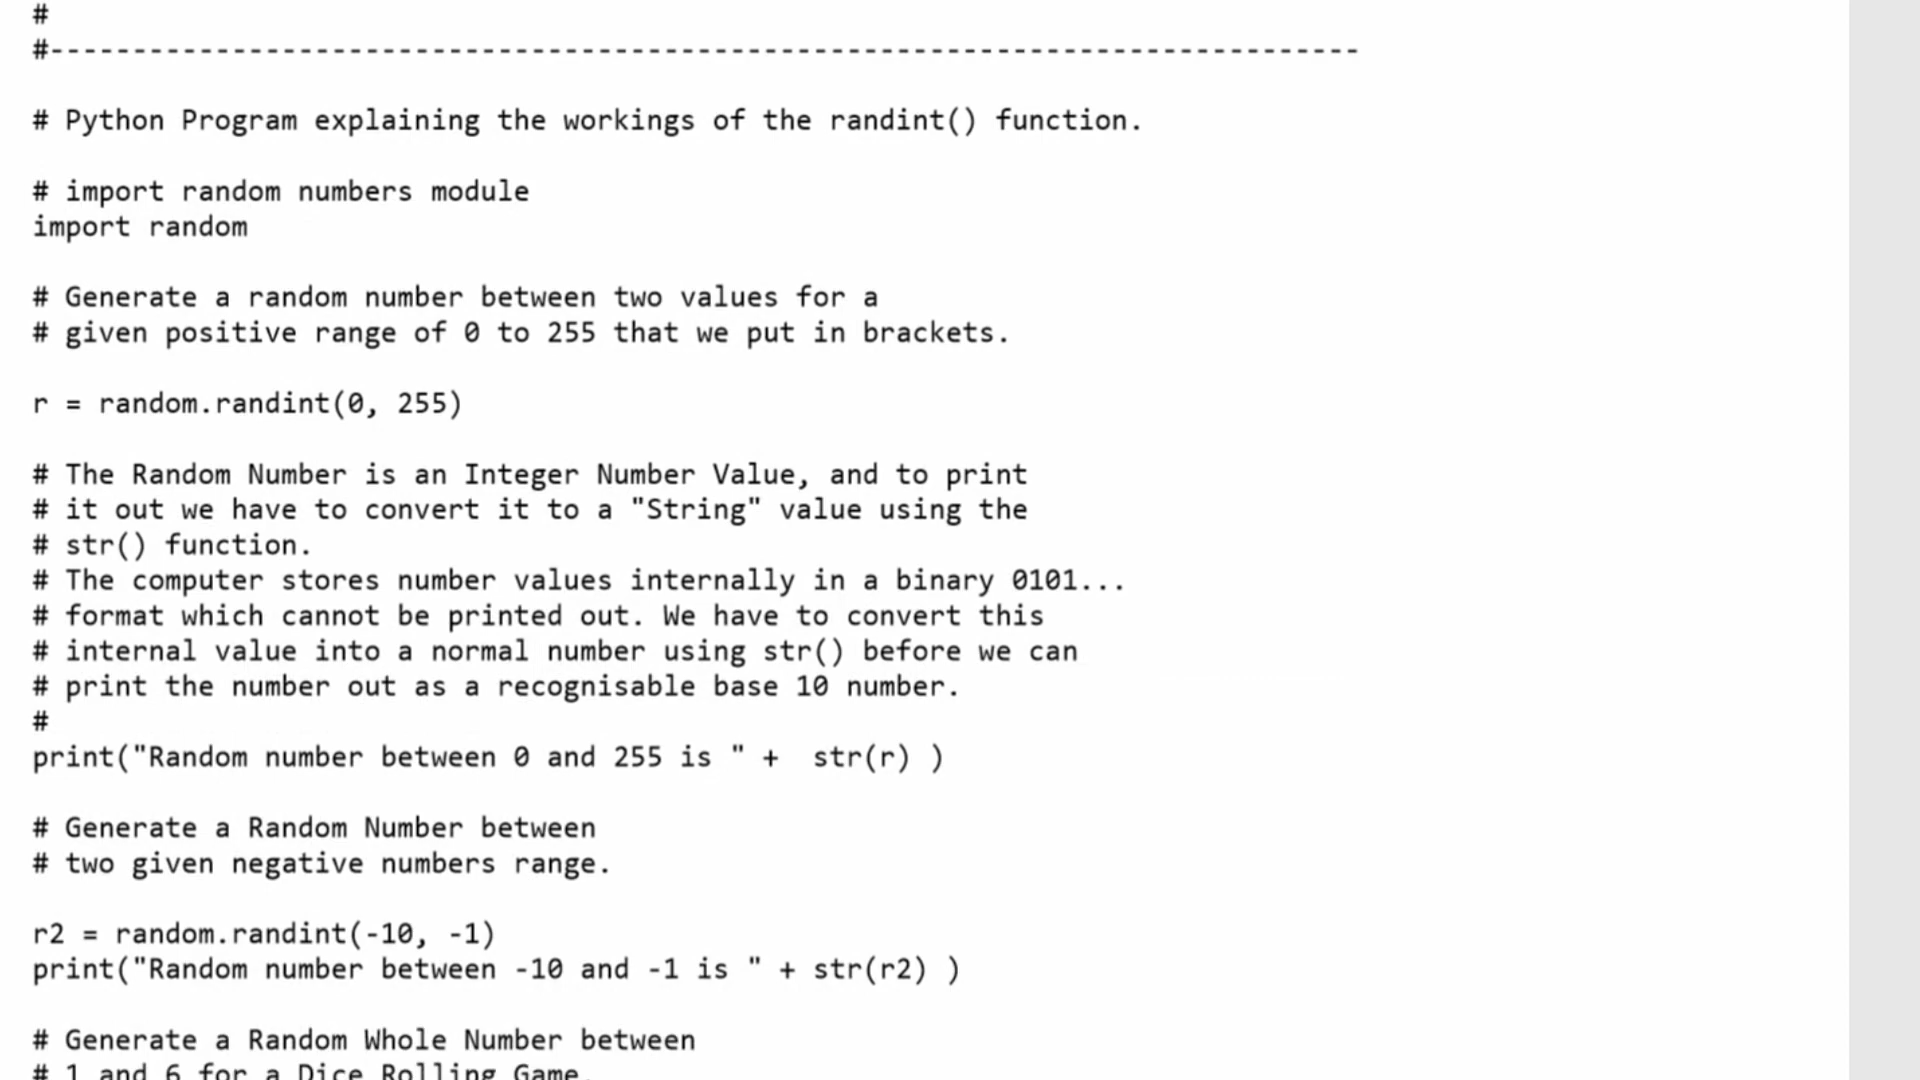 #
#-------------------------------------------------------------------------------
# Python Program explaining the workings of the randint() function.
# import random numbers module
import random
# Generate a random number between two values for a
# given positive range of 0 to 255 that we put in brackets.
r = random.randint(0, 255)
# The Random Number is an Integer Number Value, and to print
# it out we have to convert it to a "String" value using the
# str() function.
# The computer stores number values internally in a binary 0101...
# format which cannot be printed out. We have to convert this
# internal value into a normal number using str() before we can
# print the number out as a recognisable base 10 number.
#
print("Random number between 0 and 255 is " +  str(r) )
# Generate a Random Number between
# two given negative numbers range.
r2 = random.randint(-10, -1)
print("Random number between -10 and -1 is " + str(r2) )
# Generate a Random Whole Number between
# 1 and 6 for a Dice Rolling Game.